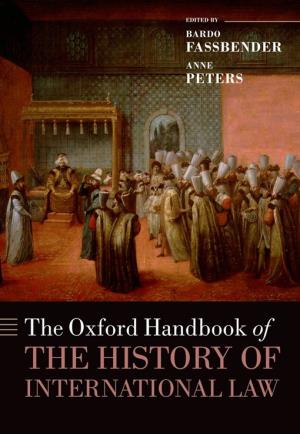 EDITED BY
BARDO
FASSBENDER
ANNE
PETERS
The Oxford Handbook of
THE HISTORY OF
INTERNATIONAL LAW